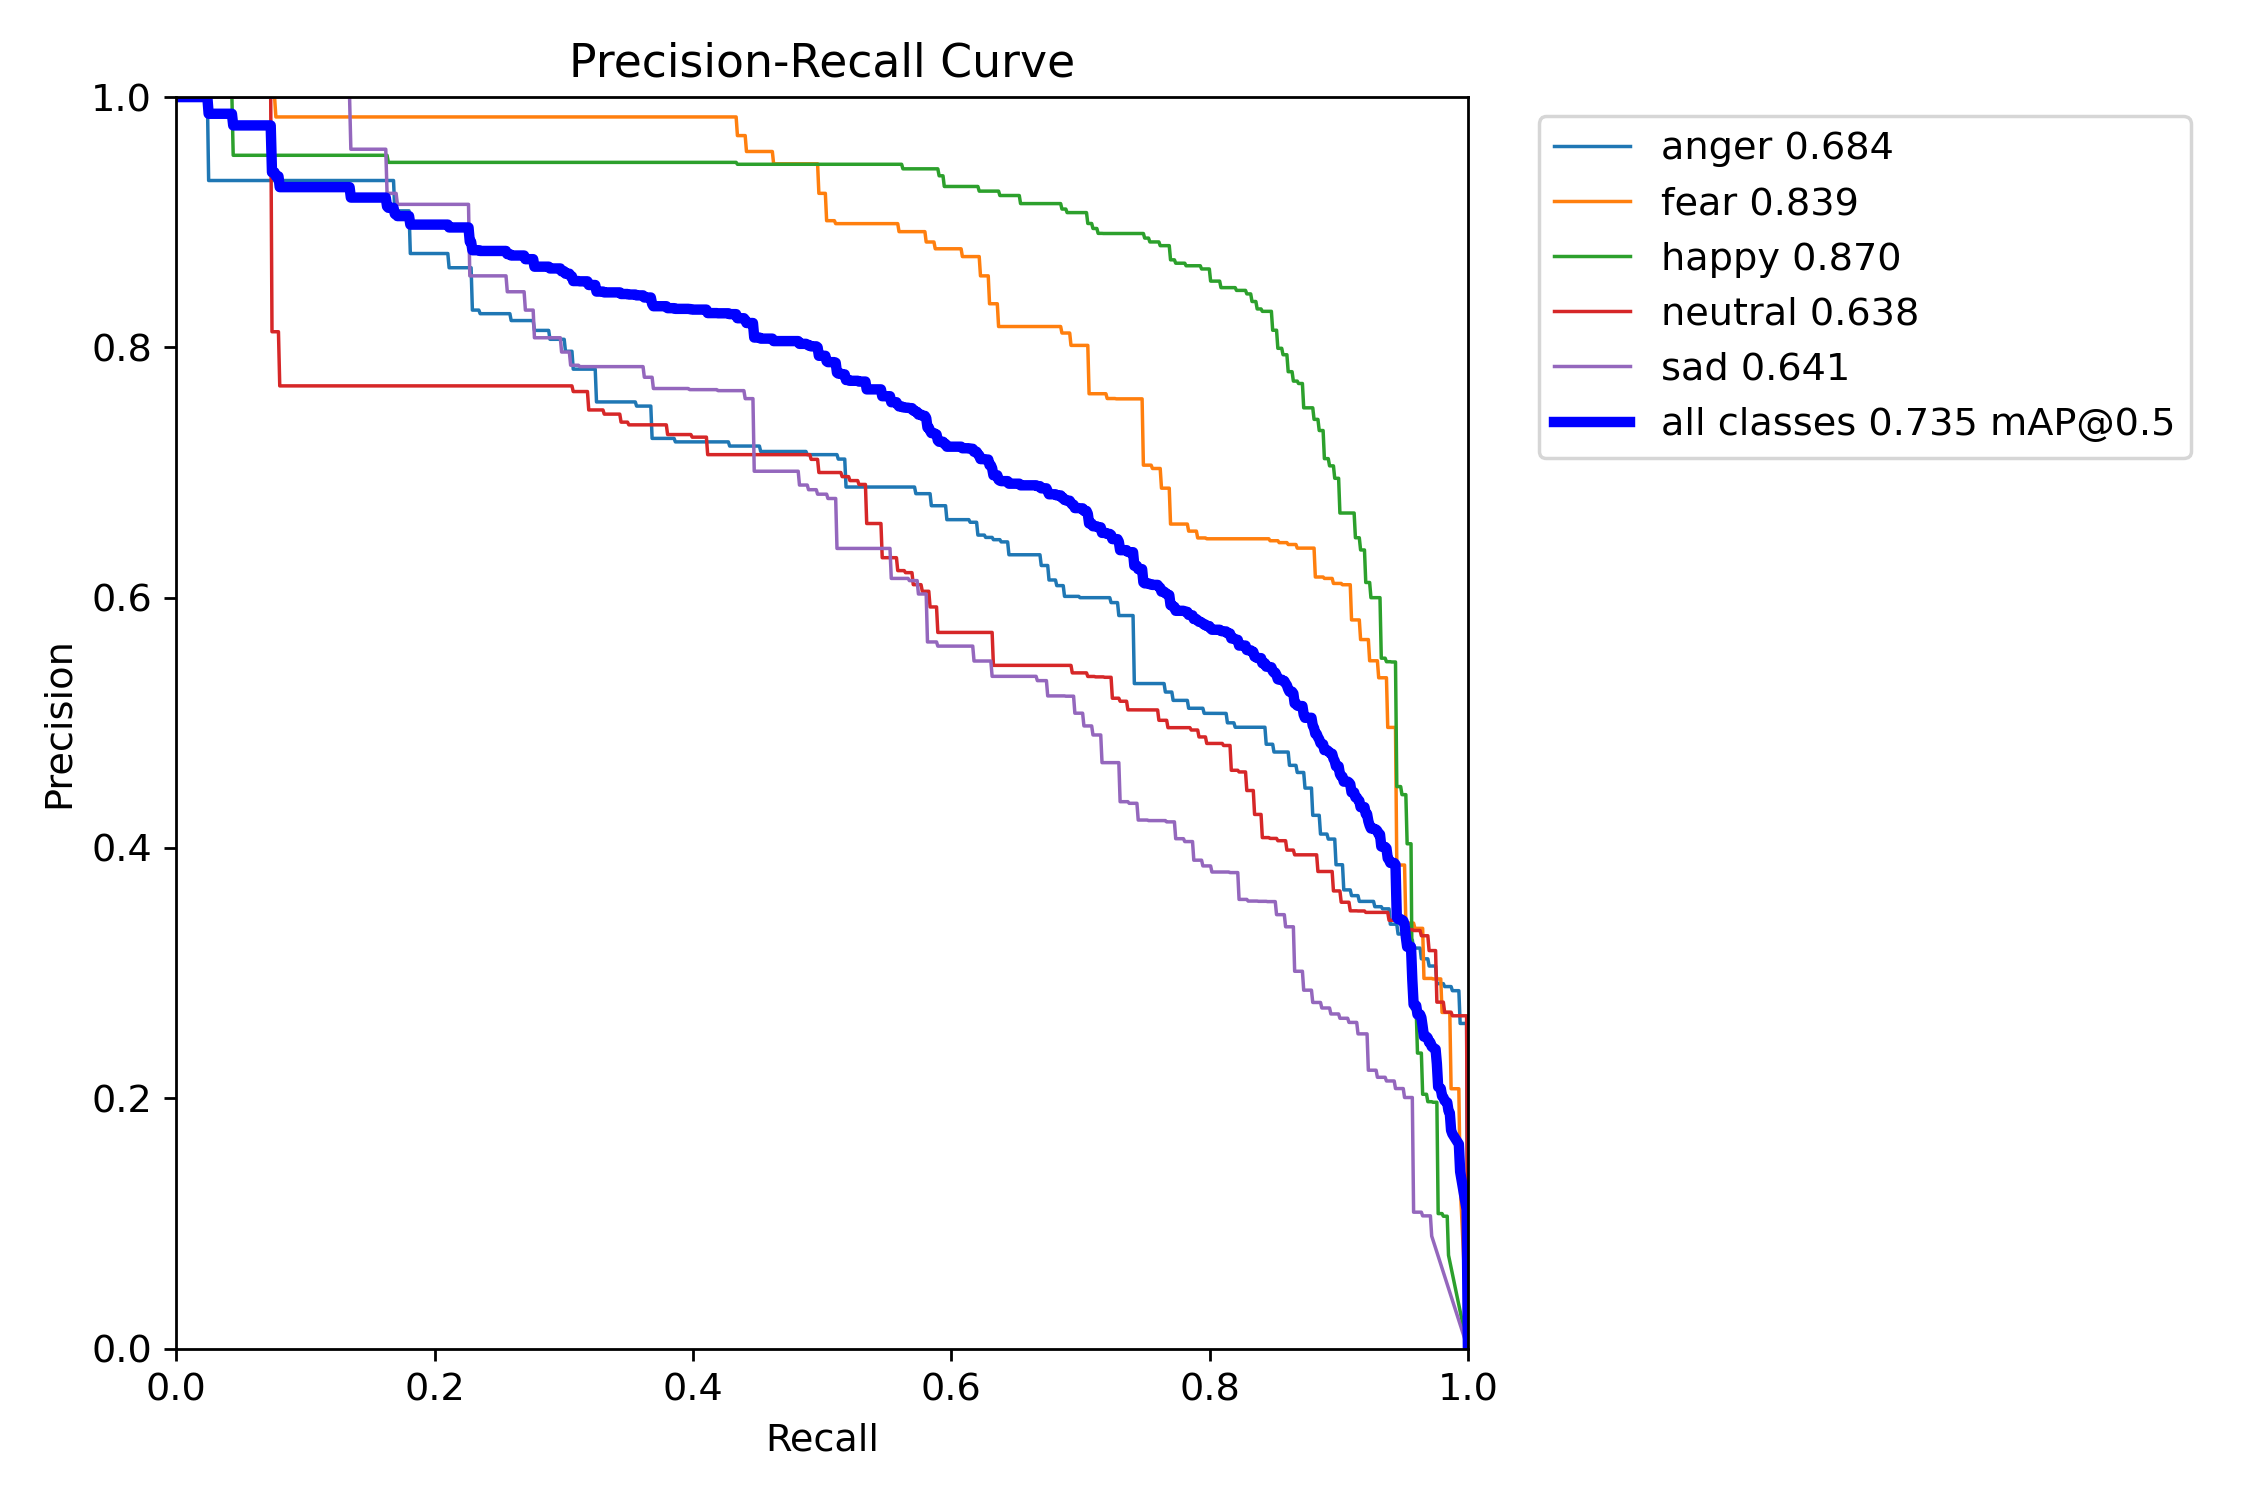 Precision-Recall Curve
1.0
0.8
0.6
0.4
0.2
0.0
Precision
0.0 0.2 0.4 0.6 0.8 1.0
Recall
anger 0.684
fear 0.839
happy 0.870
neutral 0.638
sad 0.641
all classes 0.735 mAP@0.5